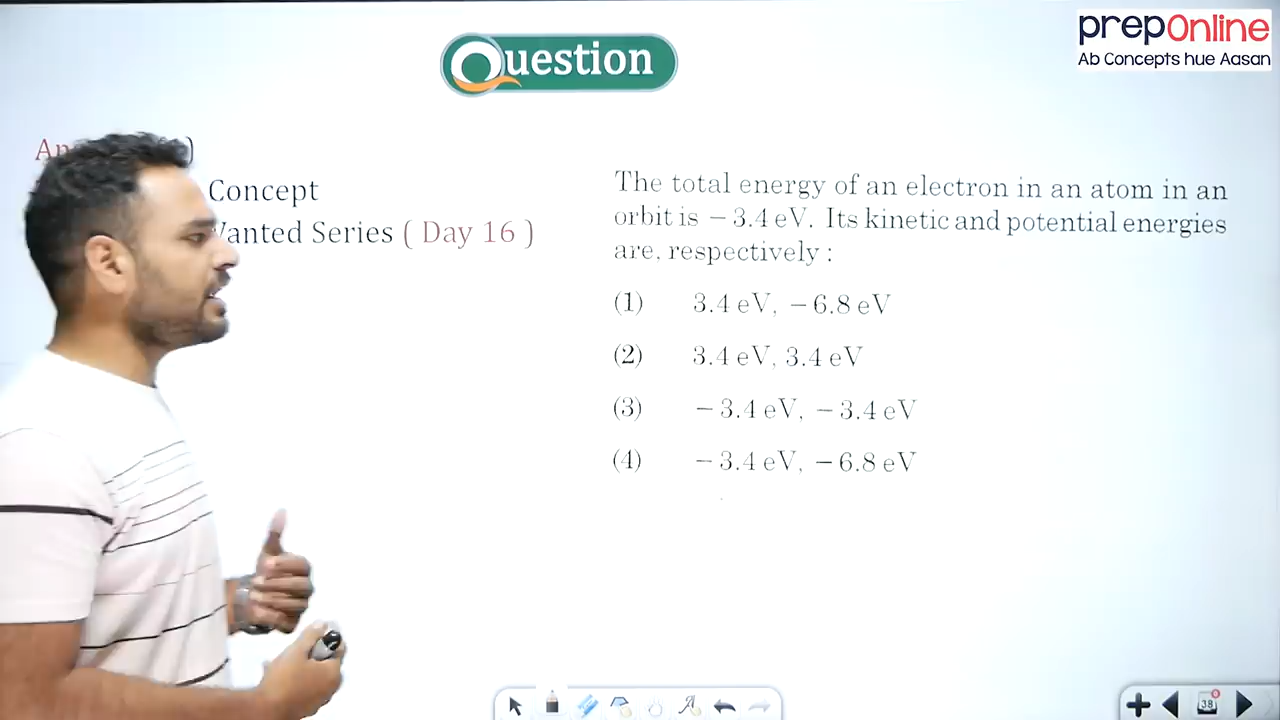 prepOnline
Ab Concepts hue Aasan
Question
An )
Concept
Wanted Series ( Day 16 )
The total energy of an electron in an atom in an
orbit is − 3.4 eV. Its kinetic and potential energies
are, respectively :
(1) 3.4 eV, − 6.8 eV
(2) 3.4 eV, 3.4 eV
(3) − 3.4 eV, − 3.4 eV
(4) − 3.4 eV, − 6.8 eV
38